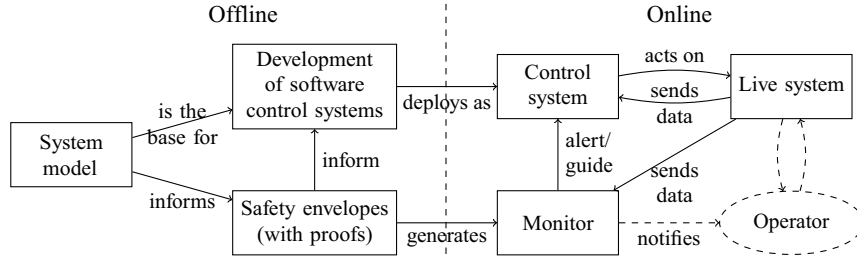 Offline
Online
Development
of software
control systems
Control
system
Live system
System
model
Safety envelopes
(with proofs)
Monitor
Operator
is the
base for
informs
inform
deploys as
generates
acts on
sends
data
alert/
guide
sends
data
notifies